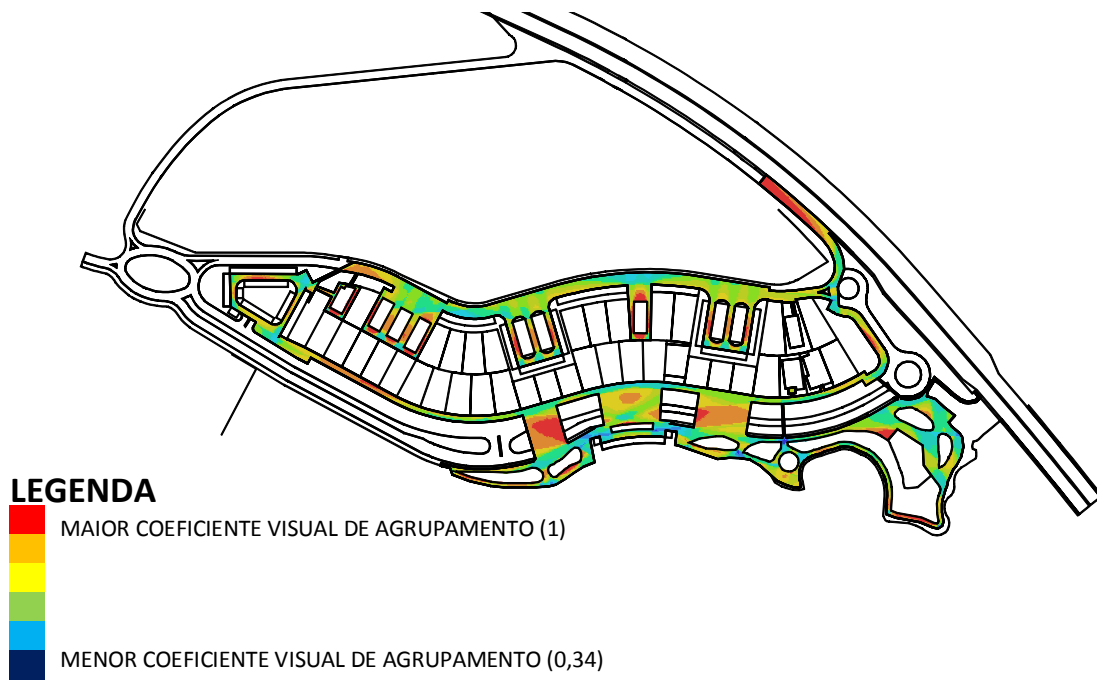 LEGENDA
MAIOR COEFICIENTE VISUAL DE AGRUPAMENTO (1)
MENOR COEFICIENTE VISUAL DE AGRUPAMENTO (0,34)